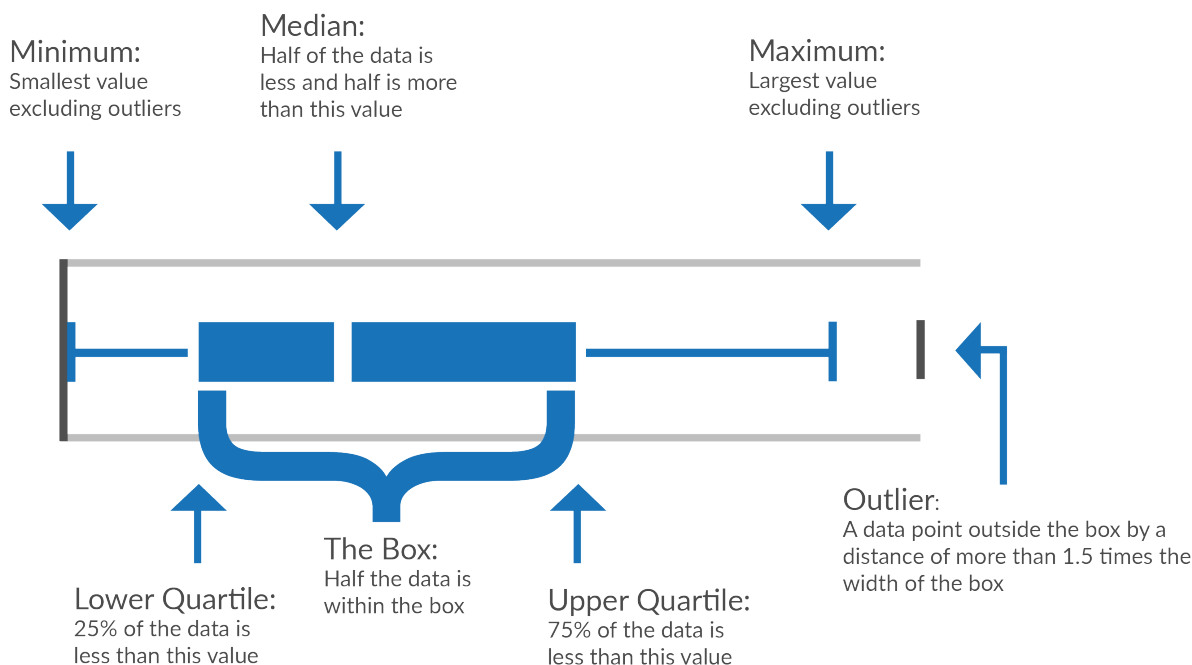 Minimum:
Smallest value
excluding outliers
Median:
Half of the data is
less and half is more
than this value
Maximum:
Largest value
excluding outliers
Lower Quartile:
25% of the data is
less than this value
The Box:
Half the data is
within the box
Upper Quartile:
75% of the data is
less than this value
Outlier:
A data point outside the box by a
distance of more than 1.5 times the
width of the box